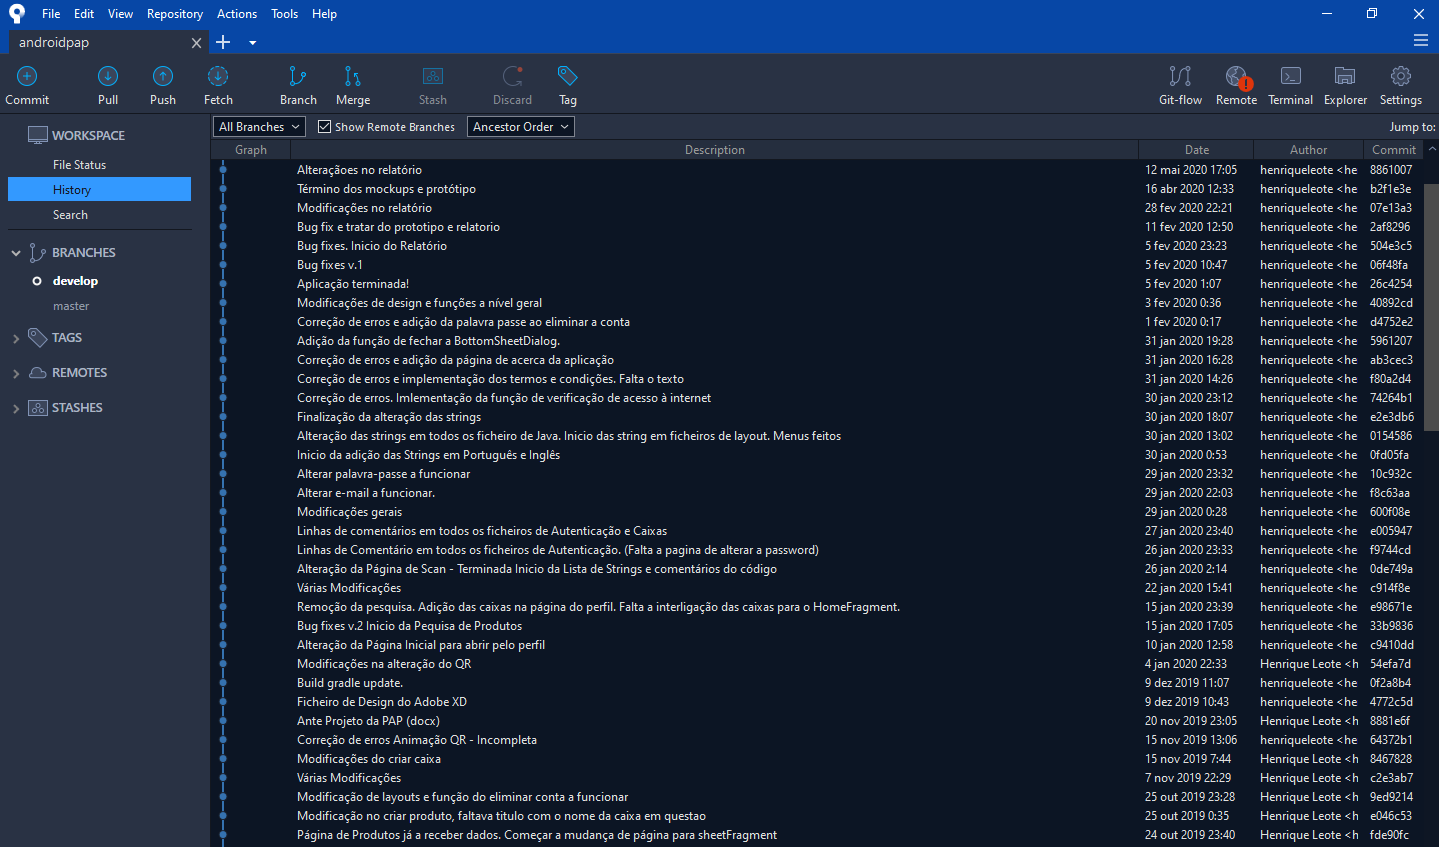 File Edit View Repository Actions Tools Help
androidpap
Commit Pull Push Fetch Branch Merge Stash Discard Tag Git-flow Remote Terminal Explorer Settings
WORKSPACE
File Status
History
Search
BRANCHES
develop
master
TAGS
REMOTES
STASHES
All Branches Show Remote Branches Ancestor Order Jump to:
Graph Description Date Author Commit
Alteraçãoes no relatório 12 mai 2020 17:05 henriqueleote <he 8861007
Término dos mockups e protótipo 16 abr 2020 12:33 henriqueleote <he b2f1e3e
Modificações no relatório 28 fev 2020 22:21 henriqueleote <he 07e13a3
Bug fix e tratar do prototipo e relatorio 11 fev 2020 12:50 henriqueleote <he 2af8296
Bug fixes. Inicio do Relatório 5 fev 2020 23:23 henriqueleote <he 504e3c5
Bug fixes v.1 5 fev 2020 10:47 henriqueleote <he 06f48fa
Aplicação terminada! 5 fev 2020 1:07 henriqueleote <he 26c4254
Modificações de design e funções a nível geral 3 fev 2020 0:36 henriqueleote <he 40892cd
Correção de erros e adição da palavra passe ao eliminar a conta 1 fev 2020 0:17 henriqueleote <he d4752e2
Adição da função de fechar a BottomSheetDialog. 31 jan 2020 19:28 henriqueleote <he 5961207
Correção de erros e adição da página de acerca da aplicação 31 jan 2020 16:28 henriqueleote <he ab3cec3
Correção de erros e implementação dos termos e condições. Falta o texto 31 jan 2020 14:26 henriqueleote <he f80a2d4
Correção de erros. Imlementação da função de verificação de acesso à internet 30 jan 2020 23:12 henriqueleote <he 74264b1
Finalização da alteração das strings 30 jan 2020 18:07 henriqueleote <he e2e3db6
Alteração das strings em todos os ficheiro de Java. Inicio das string em ficheiros de layout. Menus feitos 30 jan 2020 13:02 henriqueleote <he 0154586
Inicio da adição das Strings em Português e Inglês 30 jan 2020 0:53 henriqueleote <he 0fd05fa
Alterar palavra-passe a funcionar 29 jan 2020 23:32 henriqueleote <he 10c932c
Alterar e-mail a funcionar. 29 jan 2020 22:03 henriqueleote <he f8c63aa
Modificações gerais 29 jan 2020 0:28 henriqueleote <he 600f08e
Linhas de comentários em todos os ficheiros de Autenticação e Caixas 27 jan 2020 23:40 henriqueleote <he e005947
Linhas de Comentário em todos os ficheiros de Autenticação. (Falta a pagina de alterar a password) 26 jan 2020 23:33 henriqueleote <he f9744cd
Alteração da Página de Scan - Terminada Inicio da Lista de Strings e comentários do código 26 jan 2020 2:14 henriqueleote <he 0de749a
Várias Modificações 22 jan 2020 15:41 henriqueleote <he c914f8e
Remoção da pesquisa. Adição das caixas na página do perfil. Falta a interligação das caixas para o HomeFragment. 15 jan 2020 23:39 henriqueleote <he e98671e
Bug fixes v.2 Inicio da Pequisa de Produtos 15 jan 2020 17:05 henriqueleote <he 33b9836
Alteração da Página Inicial para abrir pelo perfil 10 jan 2020 12:58 henriqueleote <he c9410dd
Modificações na alteração do QR 4 jan 2020 22:33 Henrique Leote <h 54efa7d
Build gradle update. 9 dez 2019 11:07 henriqueleote <he 0f2a8b4
Ficheiro de Design do Adobe XD 9 dez 2019 10:43 henriqueleote <he 4772c5d
Ante Projeto da PAP (docx) 20 nov 2019 23:05 Henrique Leote <h 8881e6f
Correção de erros Animação QR - Incompleta 15 nov 2019 13:06 henriqueleote <he 64372b1
Modificações do criar caixa 15 nov 2019 7:44 Henrique Leote <h 8467828
Várias Modificações 7 nov 2019 22:29 Henrique Leote <h c2e3ab7
Modificação de layouts e função do eliminar conta a funcionar 25 out 2019 23:28 Henrique Leote <h 9ed9214
Modificação no criar produto, faltava titulo com o nome da caixa em questao 25 out 2019 0:35 Henrique Leote <h e046c53
Página de Produtos já a receber dados. Começar a mudança de página para sheetFragment 24 out 2019 23:40 Henrique Leote <h fde90fc